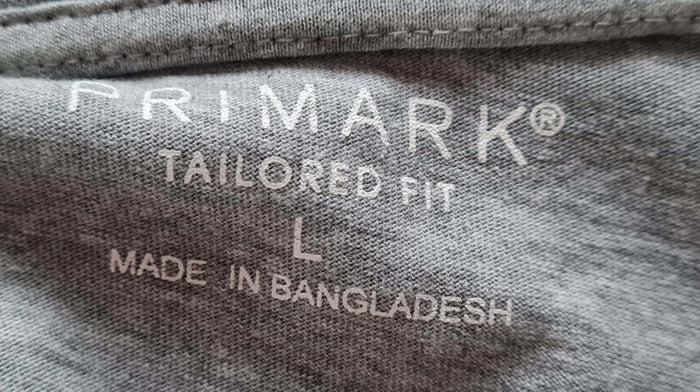 PRIMARK®
TAILORED FIT
L
MADE IN BANGLADESH